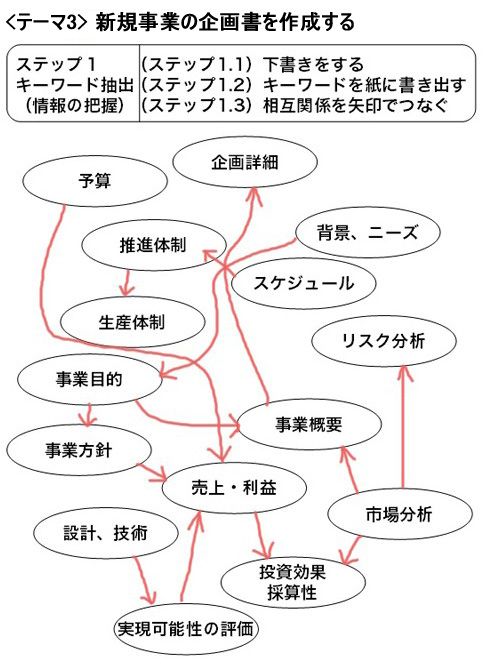 <テーマ3> 新規事業の企画書を作成する
ステップ1 (ステップ1.1) 下書きをする
キーワード抽出 (ステップ1.2) キーワードを紙に書き出す
(情報の把握) (ステップ1.3) 相互関係を矢印でつなぐ
企画詳細
予算
背景、ニーズ
推進体制
スケジュール
生産体制
リスク分析
事業目的
事業概要
事業方針
売上・利益
市場分析
設計、技術
投資効果
採算性
実現可能性の評価